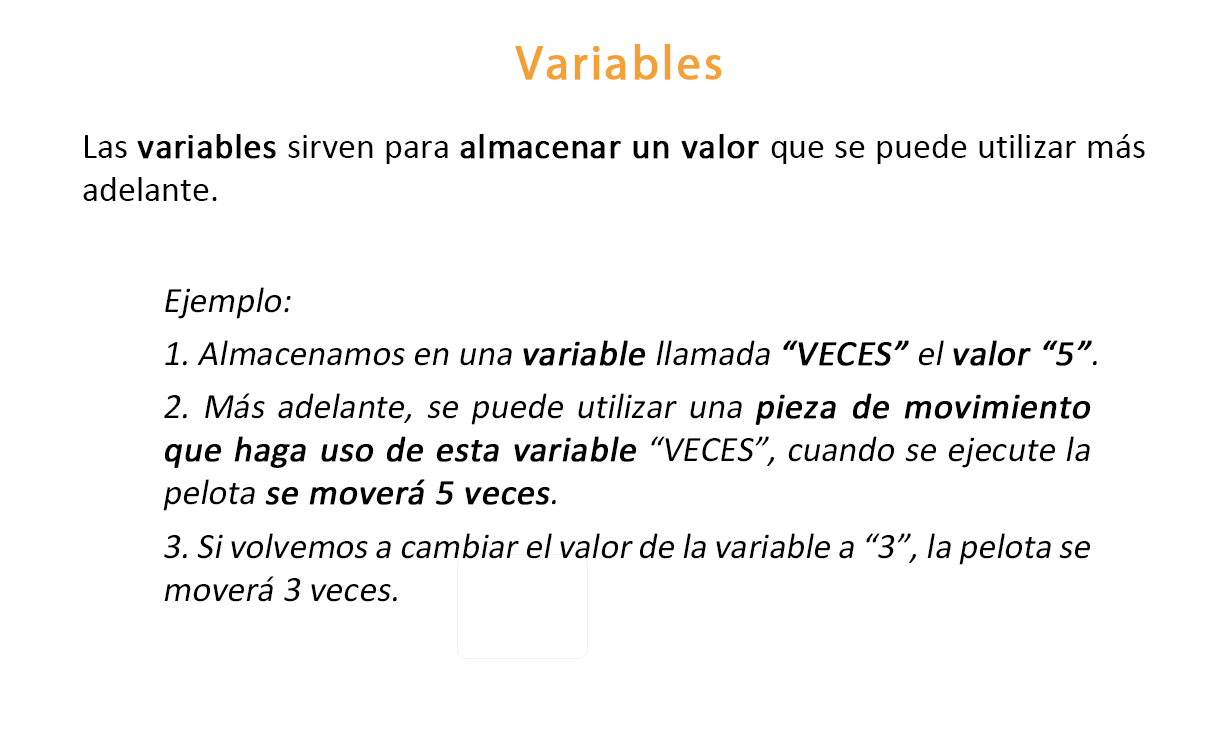 Variables
Las variables sirven para almacenar un valor que se puede utilizar más
adelante.
Ejemplo:
1. Almacenamos en una variable llamada “VECES” el valor “5”.
2. Más adelante, se puede utilizar una pieza de movimiento
que haga uso de esta variable “VECES”, cuando se ejecute la
pelota se moverá 5 veces.
3. Si volvemos a cambiar el valor de la variable a “3”, la pelota se
moverá 3 veces.